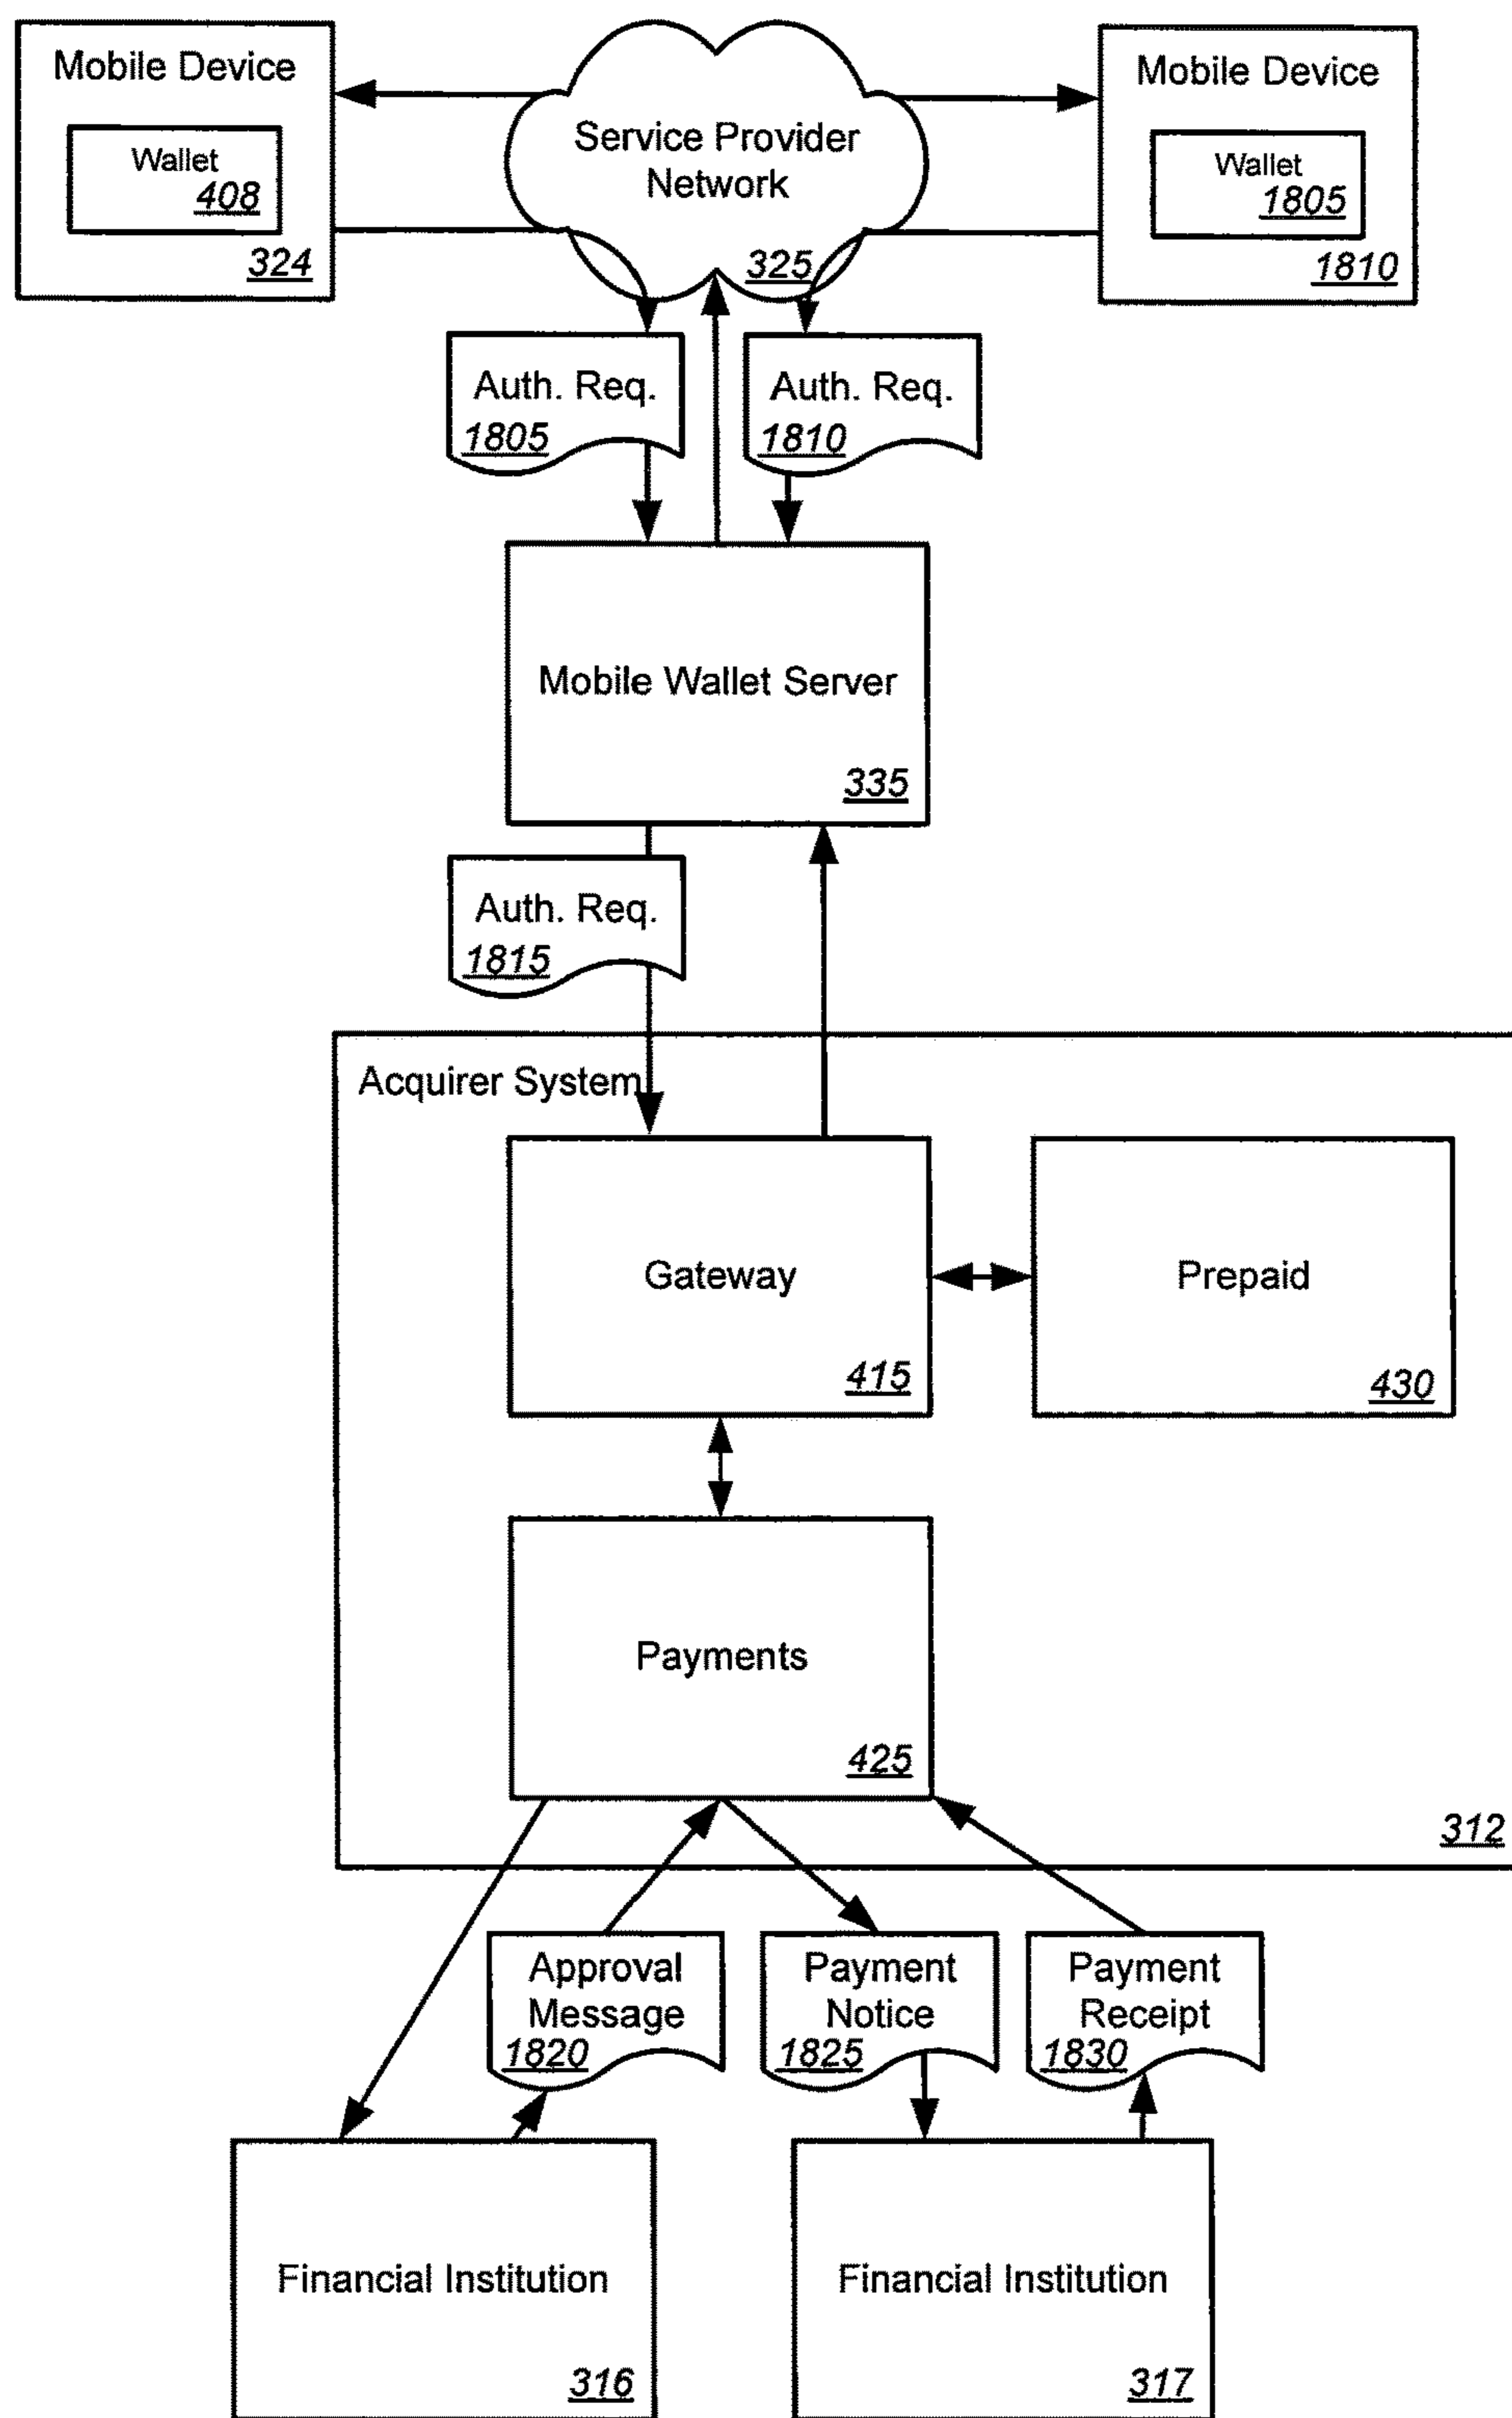 Mobile Device
Wallet
408
324
Service Provider
Network
325
Mobile Device
Wallet
1805
1810
Auth. Req.
1805
Auth. Req.
1810
Mobile Wallet Server
335
Auth. Req.
1815
Acquirer System
Gateway
415
Prepaid
430
Payments
425
312
Approval
Message
1820
Payment
Notice
1825
Payment
Receipt
1830
Financial Institution
316
Financial Institution
317